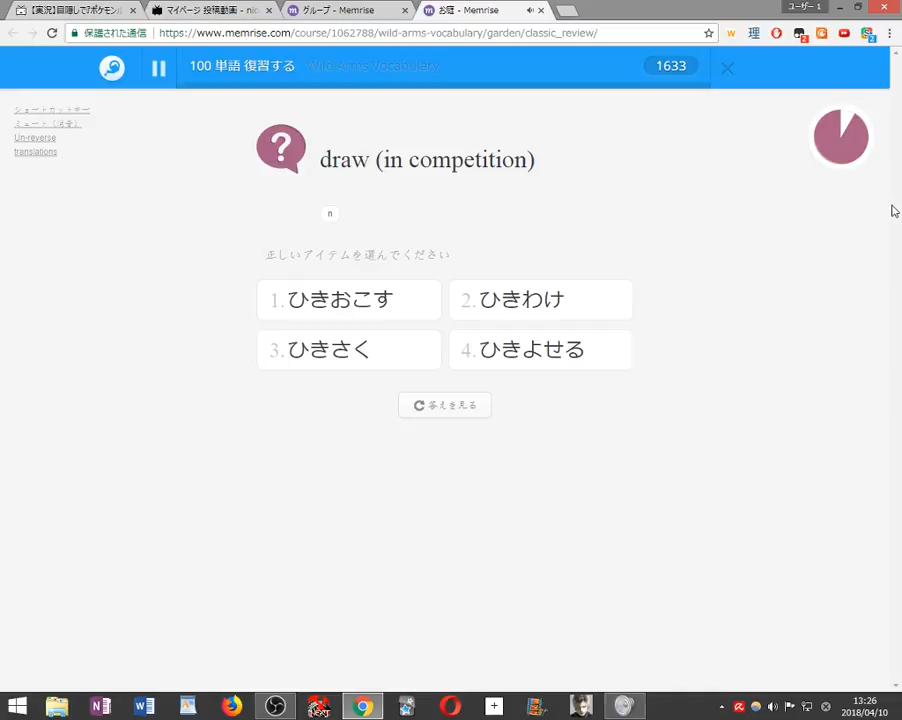 【実況】目隠しで7ポケモン
マイページ 投稿動画 - nic
グループ - Memrise
お庭 - Memrise
ユーザー 1
保護された通信
https://www.memrise.com/course/1062788/wild-arms-vocabulary/garden/classic_review/
100 単語 復習する
Wild Arms Vocabulary
1633
ショートカットキー
ミュート（消音）
Un-reverse
translations
draw (in competition)
n
正しいアイテムを選んでください
1. ひきおこす
2. ひきわけ
3. ひきさく
4. ひきよせる
答えを見る
13:26
2018/04/10